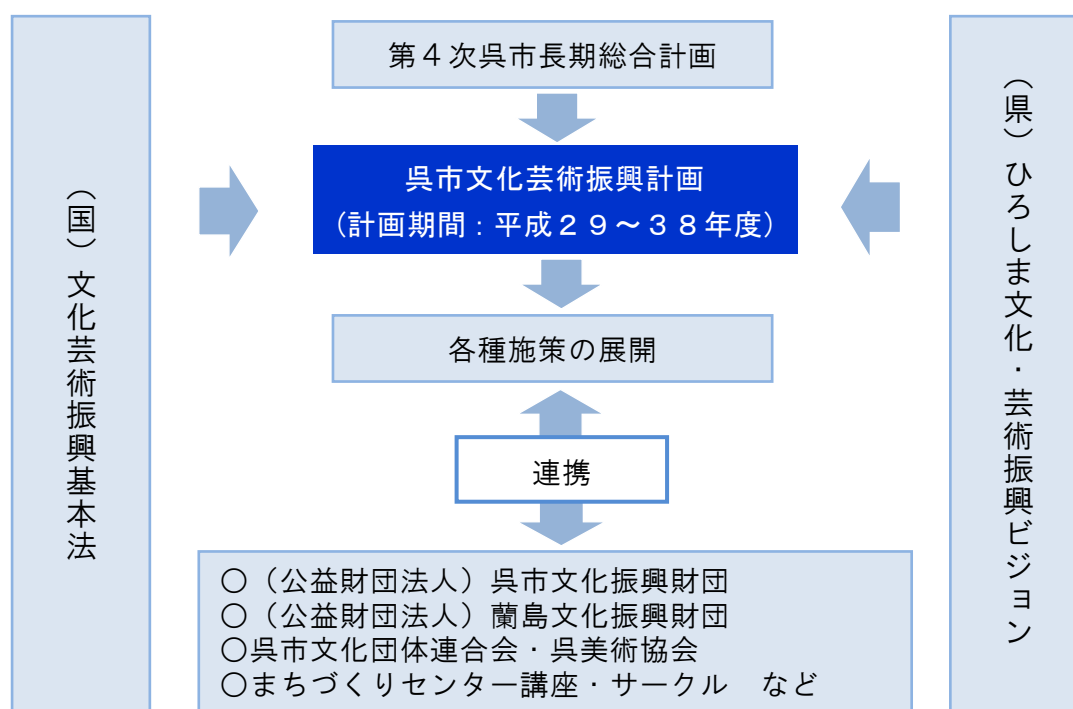 第４次呉市長期総合計画
（国）文化芸術振興基本法
呉市文化芸術振興計画
（計画期間：平成２９～３８年度）
（県）ひろしま文化・芸術振興ビジョン
各種施策の展開
連携
〇（公益財団法人）呉市文化振興財団
〇（公益財団法人）蘭島文化振興財団
〇呉市文化団体連合会・呉美術協会
〇まちづくりセンター講座・サークル　など